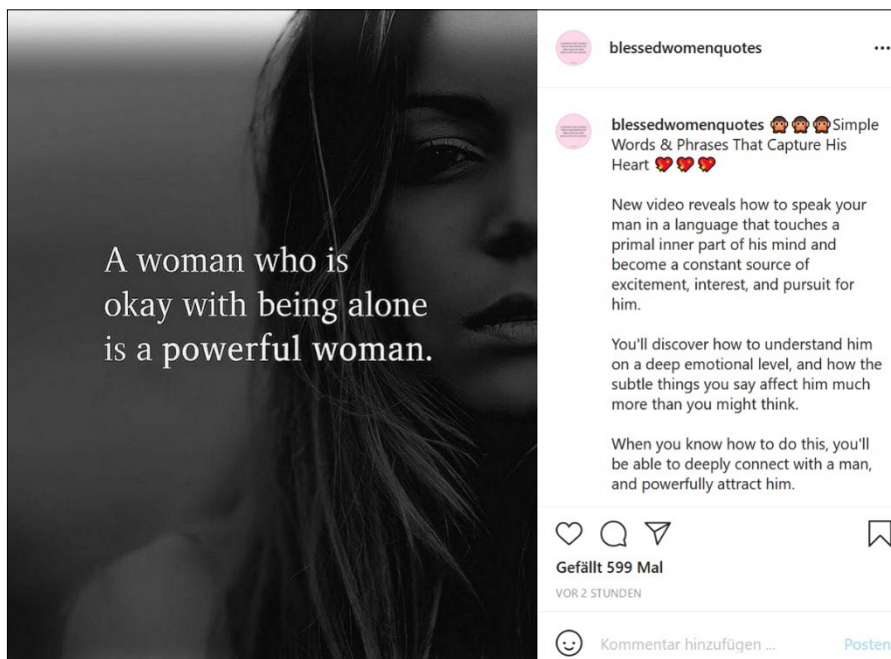 A woman who is
okay with being alone
is a powerful woman.
blessedwomenquotes
blessedwomenquotes 🙊🙊🙊Simple
Words & Phrases That Capture His
Heart 💖💖💖
New video reveals how to speak your
man in a language that touches a
primal inner part of his mind and
become a constant source of
excitement, interest, and pursuit for
him.
You'll discover how to understand him
on a deep emotional level, and how the
subtle things you say affect him much
more than you might think.
When you know how to do this, you'll
be able to deeply connect with a man,
and powerfully attract him.
Gefällt 599 Mal
VOR 2 STUNDEN
Kommentar hinzufügen ...
Posten